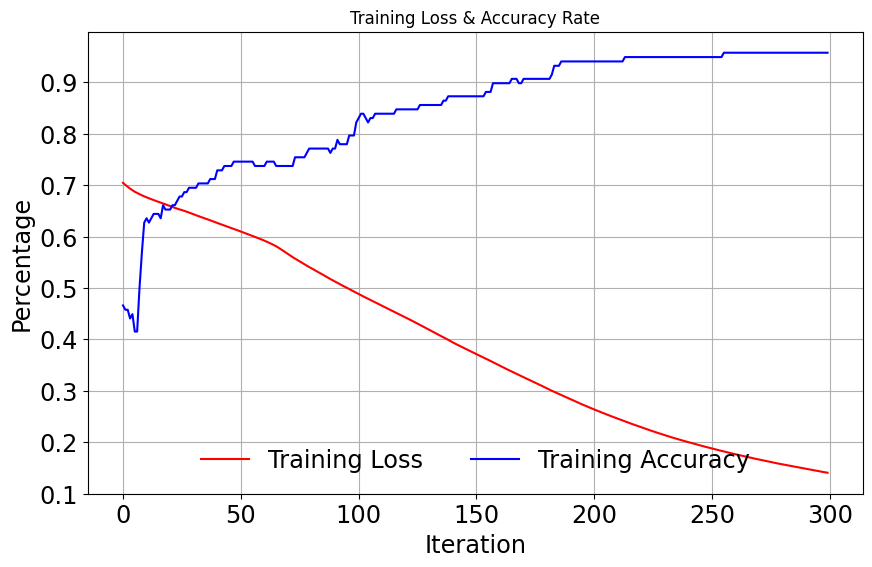 Training Loss & Accuracy Rate
Percentage
0.9
0.8
0.7
0.6
0.5
0.4
0.3
0.2
0.1
Training Loss Training Accuracy
0 50 100 150 200 250 300
Iteration